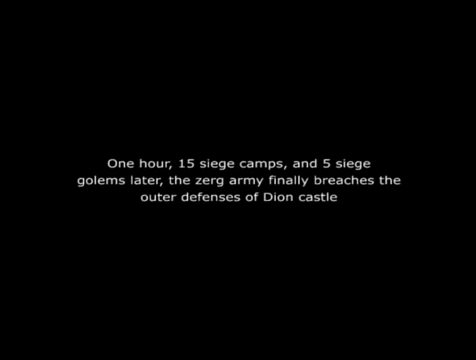 One hour, 15 siege camps, and 5 siege
golems later, the zerg army finally breaches the
outer defenses of Dion castle